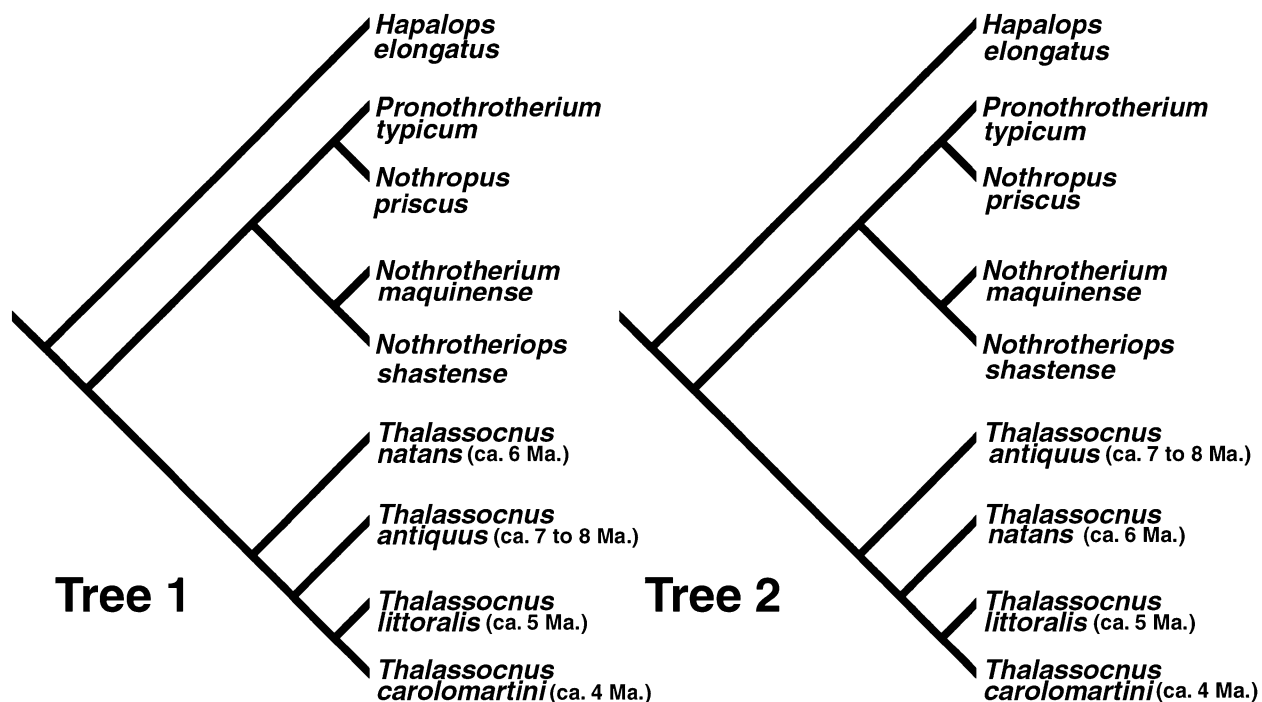 Hapalops
elongatus
Pronothrotherium
typicum
Nothropus
priscus
Nothrotherium
maquinense
Nothrotheriops
shastense
Thalassocnus
natans (ca. 6 Ma.)
Thalassocnus
antiquus (ca. 7 to 8 Ma.)
Thalassocnus
littoralis (ca. 5 Ma.)
Thalassocnus
carolomartini (ca. 4 Ma.)
Tree 1
Hapalops
elongatus
Pronothrotherium
typicum
Nothropus
priscus
Nothrotherium
maquinense
Nothrotheriops
shastense
Thalassocnus
antiquus (ca. 7 to 8 Ma.)
Thalassocnus
natans (ca. 6 Ma.)
Thalassocnus
littoralis (ca. 5 Ma.)
Thalassocnus
carolomartini (ca. 4 Ma.)
Tree 2